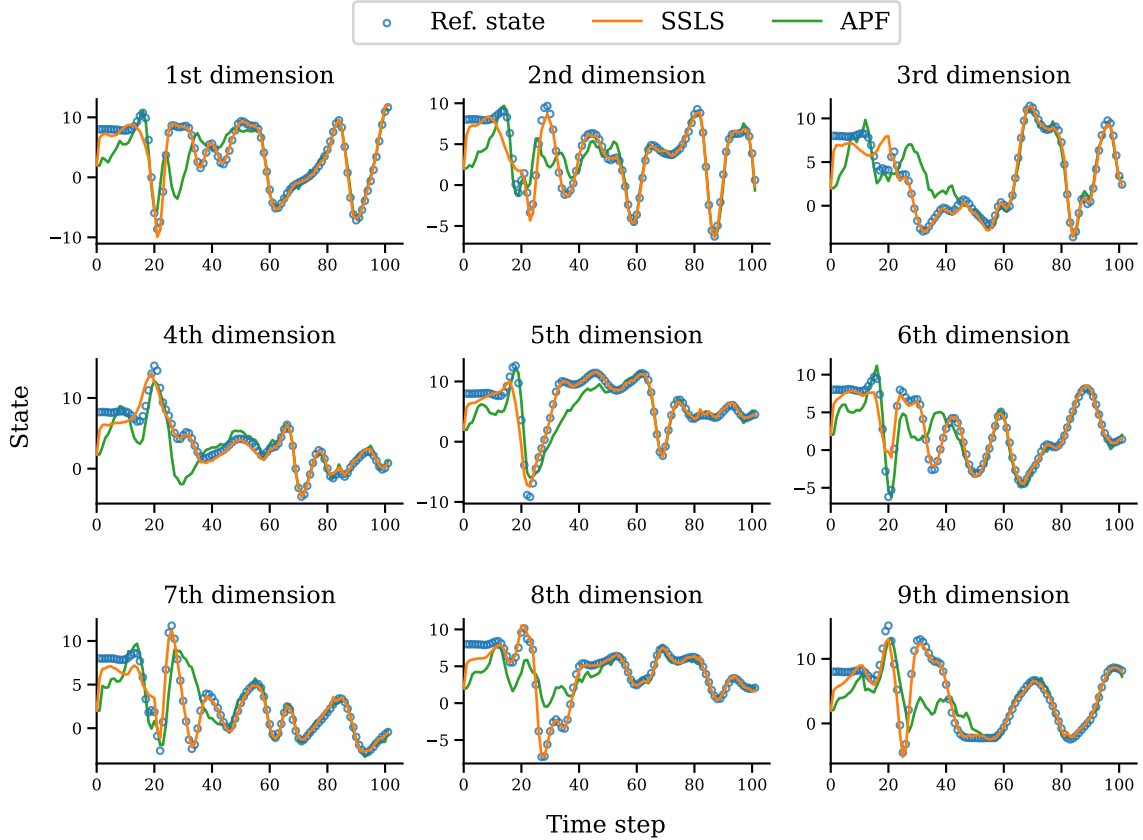 Ref. state SSLS APF
1st dimension 2nd dimension 3rd dimension
10 0 −10 0 20 40 60 80 100
10 5 0 −5 0 20 40 60 80 100
10 5 0 0 20 40 60 80 100
4th dimension 5th dimension 6th dimension
10 0 0 20 40 60 80 100
10 0 −10 0 20 40 60 80 100
10 5 0 −5 0 20 40 60 80 100
State
7th dimension 8th dimension 9th dimension
10 5 0 0 20 40 60 80 100
10 5 0 −5 0 20 40 60 80 100
10 0 0 20 40 60 80 100
Time step